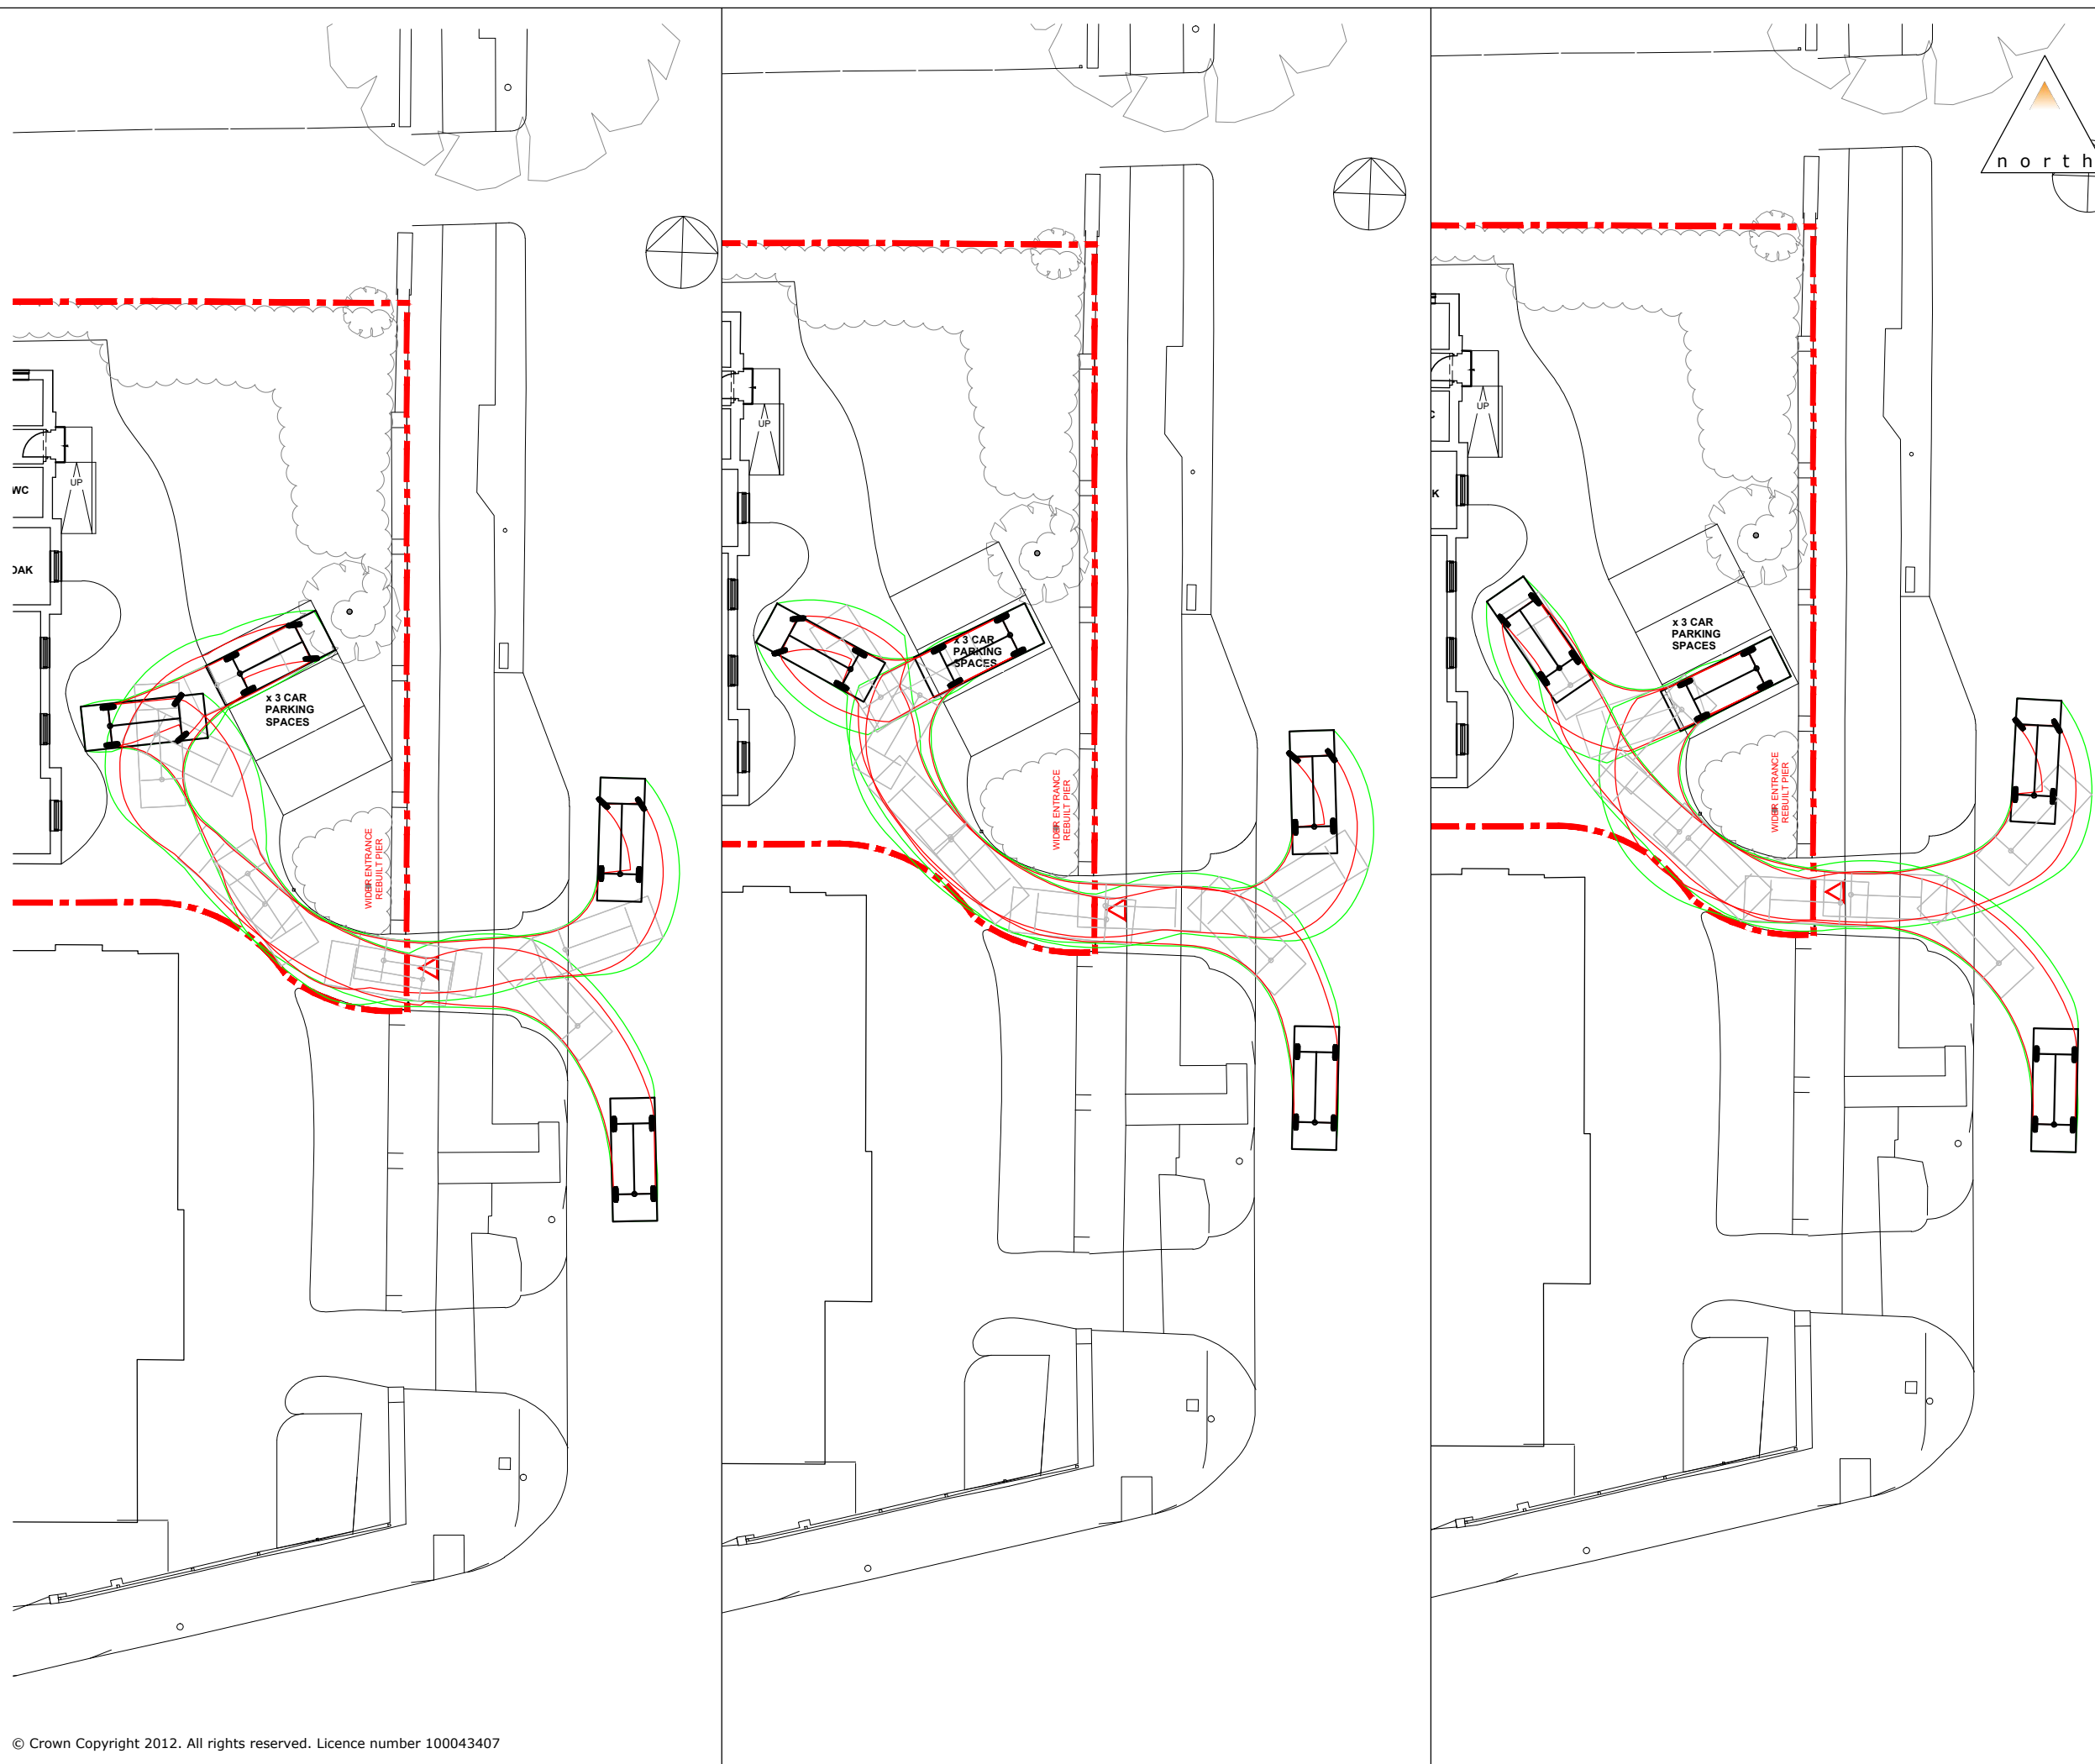 UP
WC
OAK
x 3 CAR
PARKING
SPACES
WIDER ENTRANCE
REBUILT PIER
© Crown Copyright 2012. All rights reserved. Licence number 100043407
UP
x 3 CAR
PARKING
SPACES
WIDER ENTRANCE
REBUILT PIER
north
UP
C
K
x 3 CAR
PARKING
SPACES
WIDER ENTRANCE
REBUILT PIER